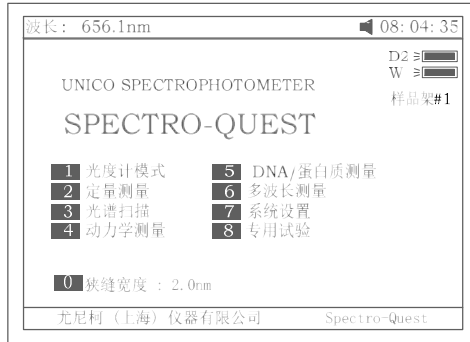 波长: 656.1nm 08:04:35
D2
W
样品架#1
UNICO SPECTROPHOTOMETER
SPECTRO-QUEST
1 光度计模式 5 DNA/蛋白质测量
2 定量测量 6 多波长测量
3 光谱扫描 7 系统设置
4 动力学测量 8 专用试验
0 狭缝宽度 : 2.0nm
尤尼柯（上海）仪器有限公司 Spectro-Quest